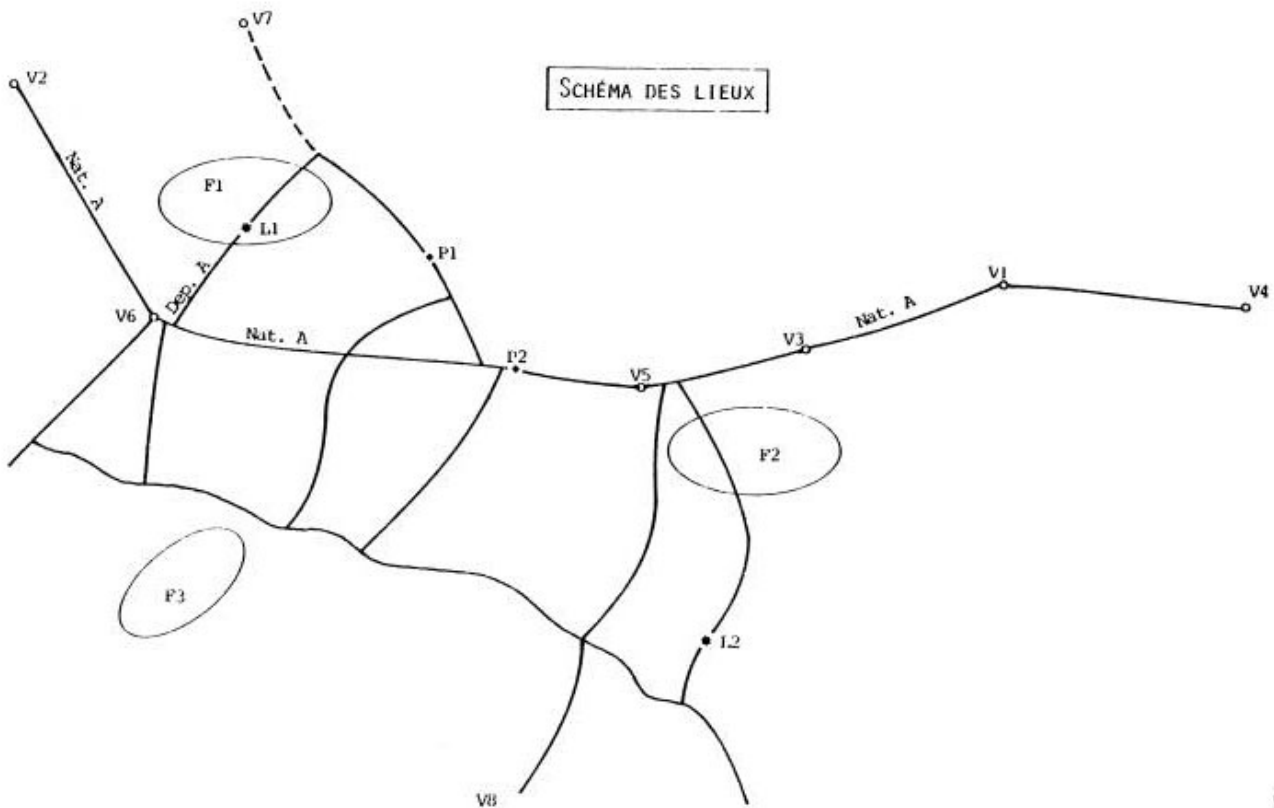 V7
V2
SCHÉMA DES LIEUX
Nat. A
F1
L1
P1
Dep. A
V1
V4
V6
Nat. A
Nat. A
V3
P2
V5
F2
F3
L2
V8